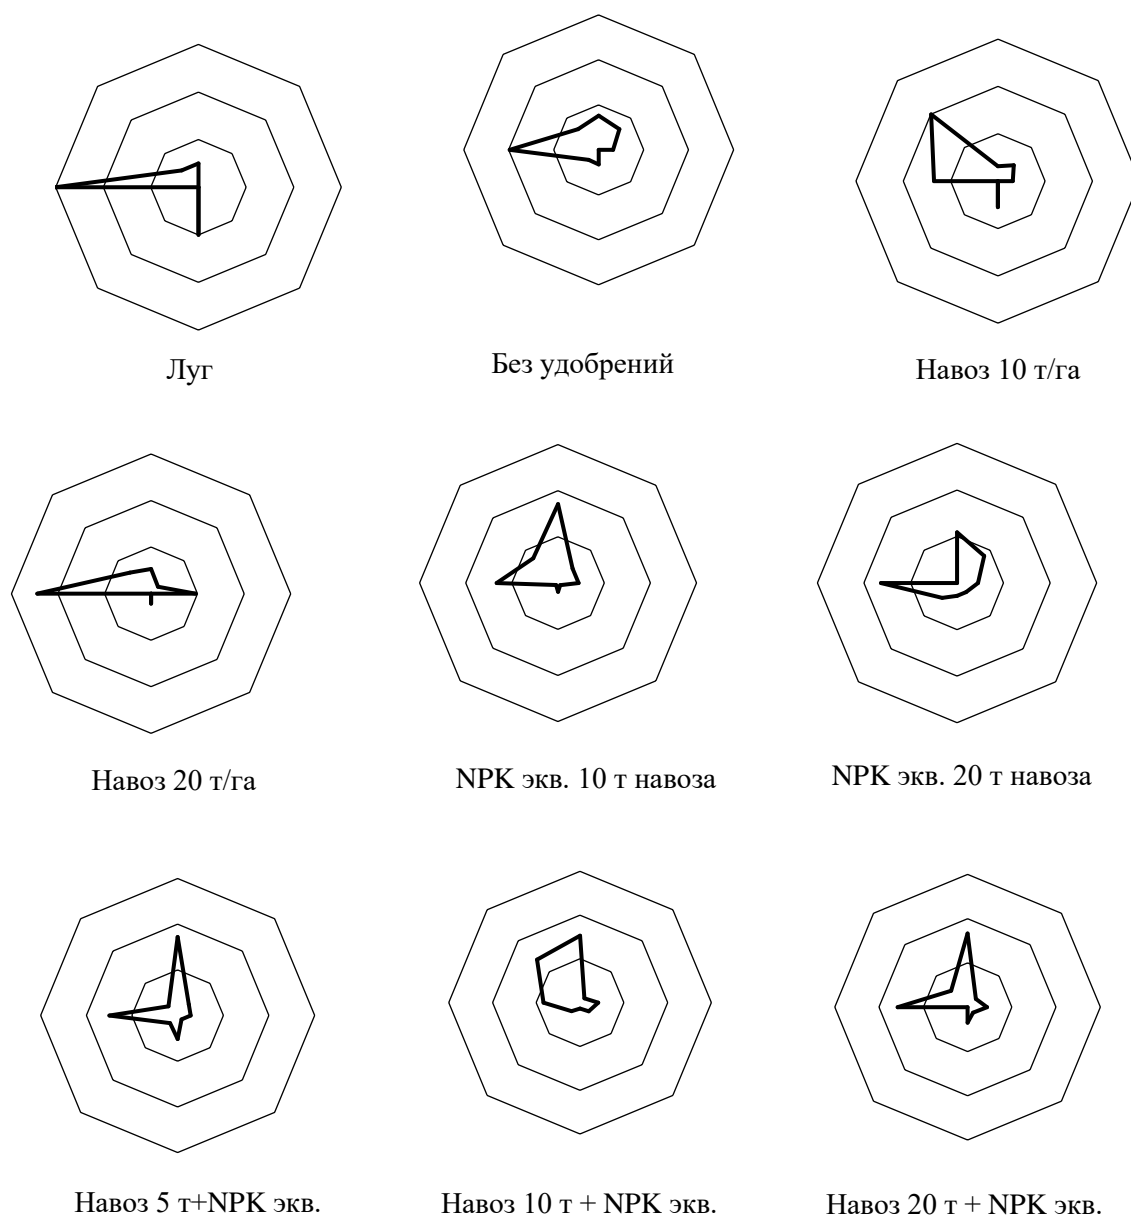 Луг
Без удобрений
Навоз 10 т/га
Навоз 20 т/га
NPK экв. 10 т навоза
NPK экв. 20 т навоза
Навоз 5 т+NPK экв.
Навоз 10 т + NPK экв.
Навоз 20 т + NPK экв.